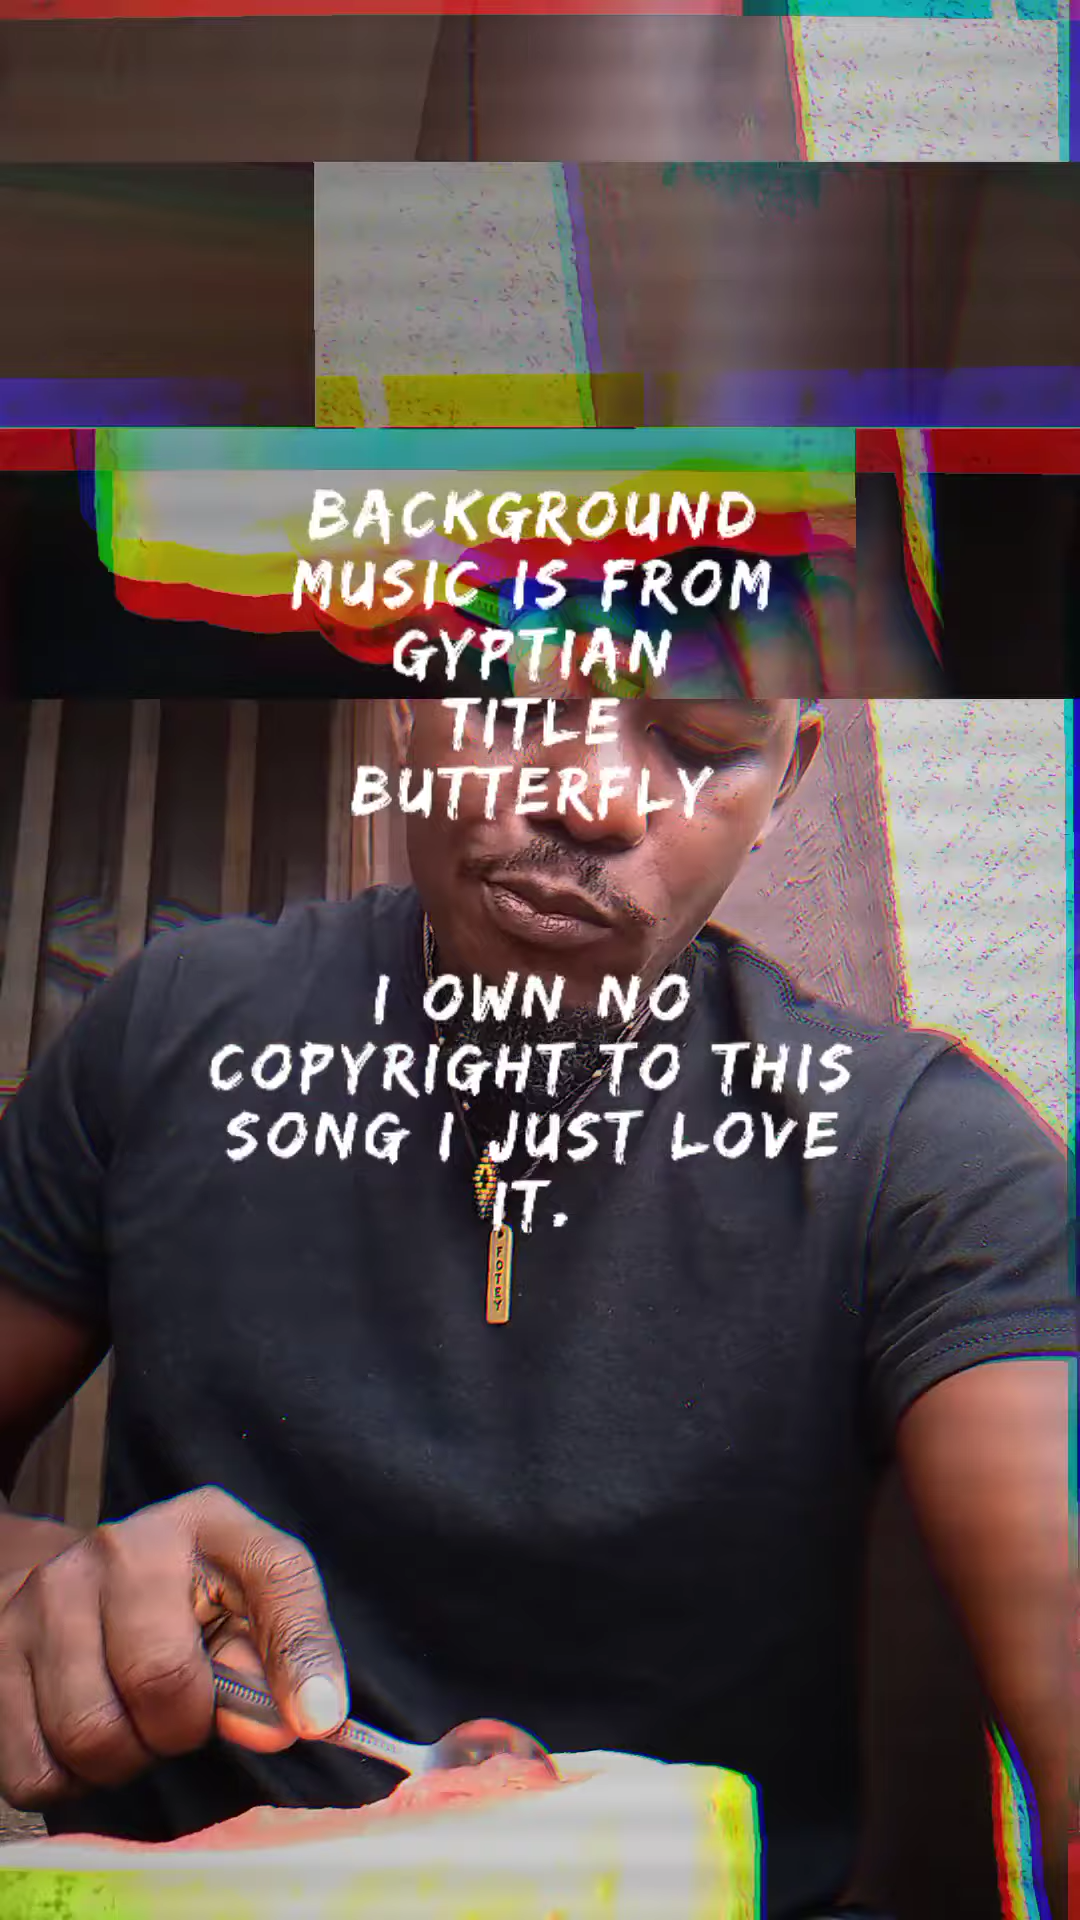 BACKGROUND
MUSIC IS FROM
GYPTIAN
TITLE
BUTTERFLY
I OWN NO
COPYRIGHT TO THIS
SONG I JUST LOVE
IT.
FOTEY